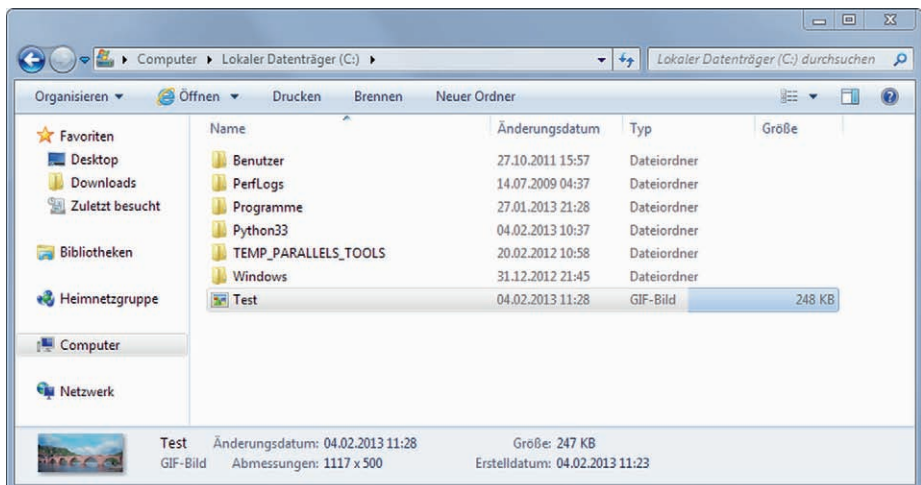 Computer ▸ Lokaler Datenträger (C:) ▸ Lokaler Datenträger (C:) durchsuchen
Organisieren Öffnen Drucken Brennen Neuer Ordner
Name Änderungsdatum Typ Größe
Favoriten
Desktop
Downloads
Zuletzt besucht
Bibliotheken
Heimnetzgruppe
Computer
Netzwerk
Benutzer 27.10.2011 15:57 Dateiordner
PerfLogs 14.07.2009 04:37 Dateiordner
Programme 27.01.2013 21:28 Dateiordner
Python33 04.02.2013 10:37 Dateiordner
TEMP_PARALLELS_TOOLS 20.02.2012 10:58 Dateiordner
Windows 31.12.2012 21:45 Dateiordner
Test 04.02.2013 11:28 GIF-Bild 248 KB
Test Änderungsdatum: 04.02.2013 11:28 Größe: 247 KB
GIF-Bild Abmessungen: 1117 x 500 Erstelldatum: 04.02.2013 11:23